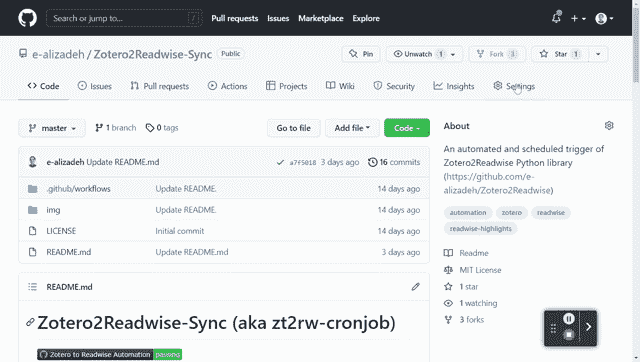 Search or jump to... / Pull requests Issues Marketplace Explore
e-alizadeh / Zotero2Readwise-Sync Public Pin Unwatch 1 Fork 3 Star 1
Code Issues Pull requests Actions Projects Wiki Security Insights Settings
master 1 branch 0 tags Go to file Add file Code
About
e-alizadeh Update README.md a7f5018 3 days ago 16 commits
.github/workflows Update README. 14 days ago
img Update README. 14 days ago
LICENSE Initial commit 14 days ago
README.md Update README.md 3 days ago
An automated and scheduled trigger of
Zotero2Readwise Python library
(https://github.com/e-
alizadeh/Zotero2Readwise)
automation zotero readwise
readwise-highlights
Readme
MIT License
1 star
1 watching
3 forks
README.md
Zotero2Readwise-Sync (aka zt2rw-cronjob)
Zotero to Readwise Automation passing